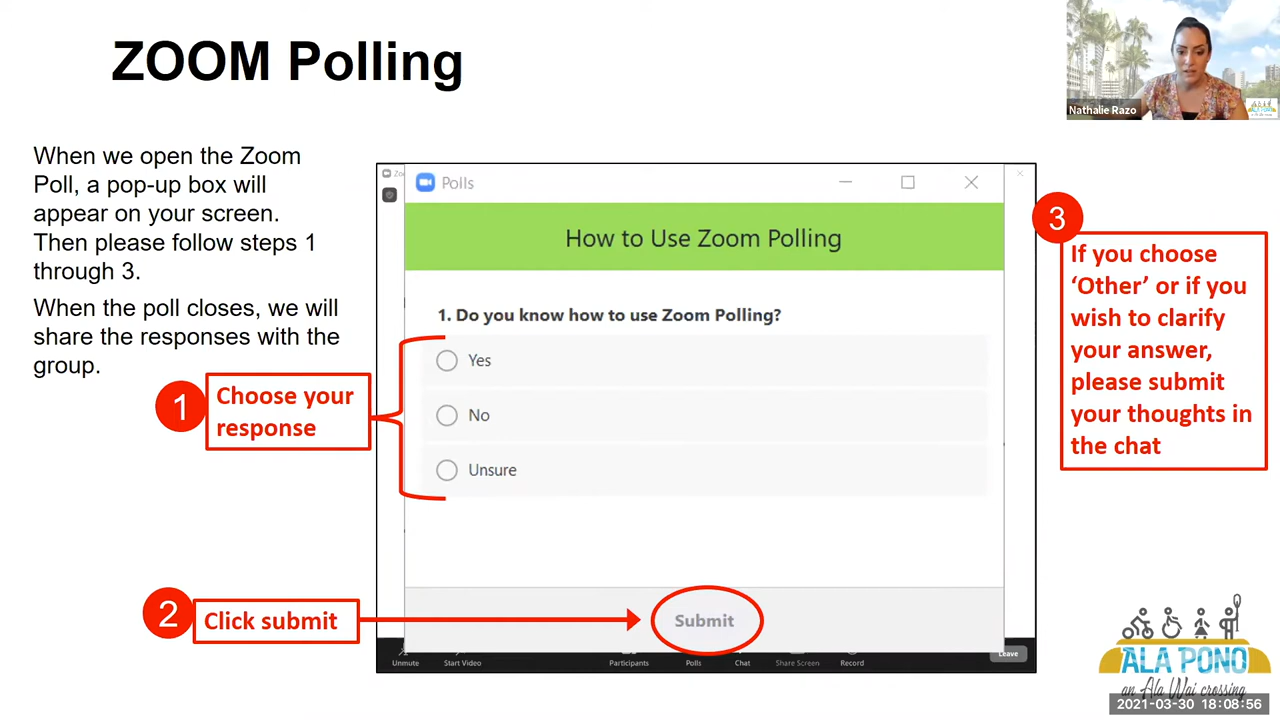 ZOOM Polling
Nathalie Razo
When we open the Zoom
Poll, a pop-up box will
appear on your screen.
Then please follow steps 1
through 3.
When the poll closes, we will
share the responses with the
group.
1
Choose your
response
2
Click submit
Zoo
Polls
How to Use Zoom Polling
1. Do you know how to use Zoom Polling?
Yes
No
Unsure
Submit
Unmute
Start Video
Participants
Polls
Chat
Share Screen
Record
Leave
3
If you choose
‘Other’ or if you
wish to clarify
your answer,
please submit
your thoughts in
the chat
ALA PONO
an Ala Wai crossing
2021-03-30 18:08:56